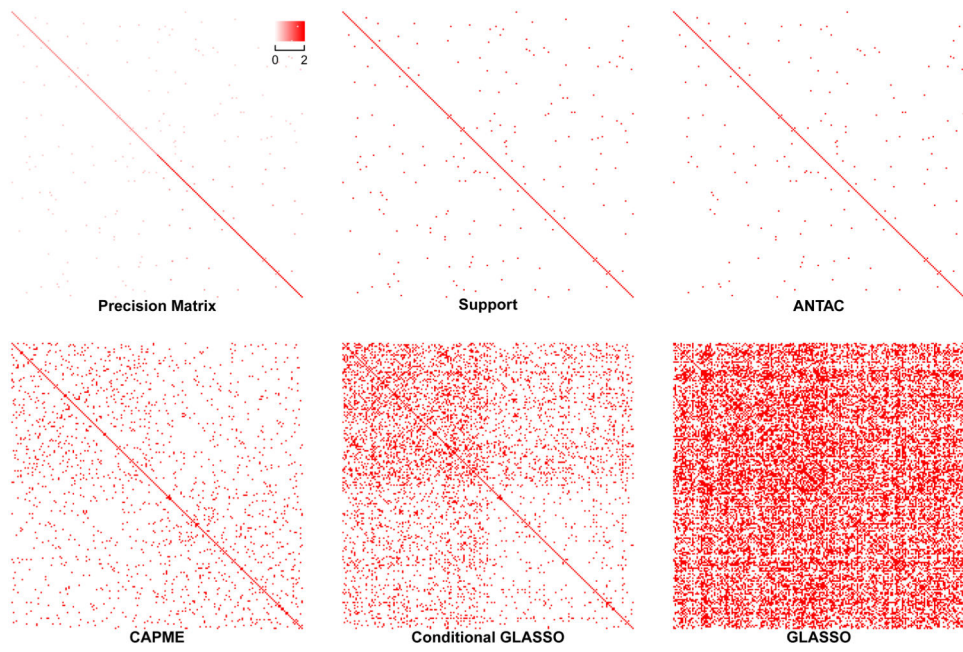 0 2
Precision Matrix
Support
ANTAC
CAPME
Conditional GLASSO
GLASSO